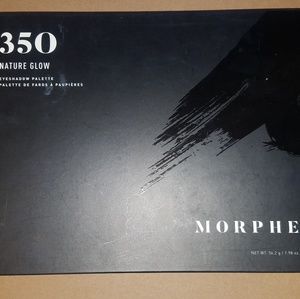 350
NATURE GLOW
EYESHADOW PALETTE
PALETTE DE FARDS À PAUPIÈRES
MORPHE
NET WT. 56.2 g / 1.98 oz.